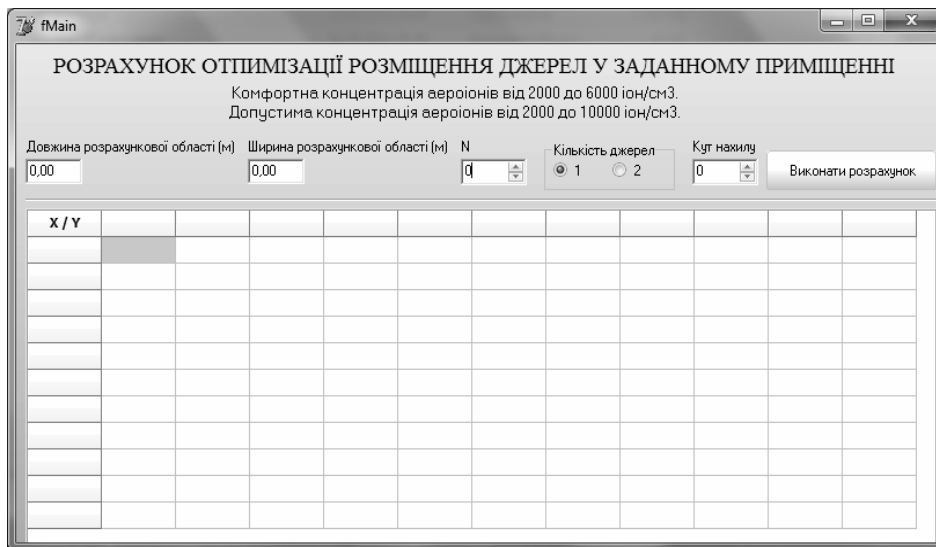 fMain
РОЗРАХУНОК ОТПИМІЗАЦІЇ РОЗМІЩЕННЯ ДЖЕРЕЛ У ЗАДАННОМУ ПРИМІЩЕННІ
Комфортна концентрація аероіонів від 2000 до 6000 іон/см3.
Допустима концентрація аероіонів від 2000 до 10000 іон/см3.
Довжина розрахункової області (м) Ширина розрахункової області (м) N Кількість джерел Кут нахилу
0,00 0,00 0 1 2 0 Виконати розрахунок
X / Y